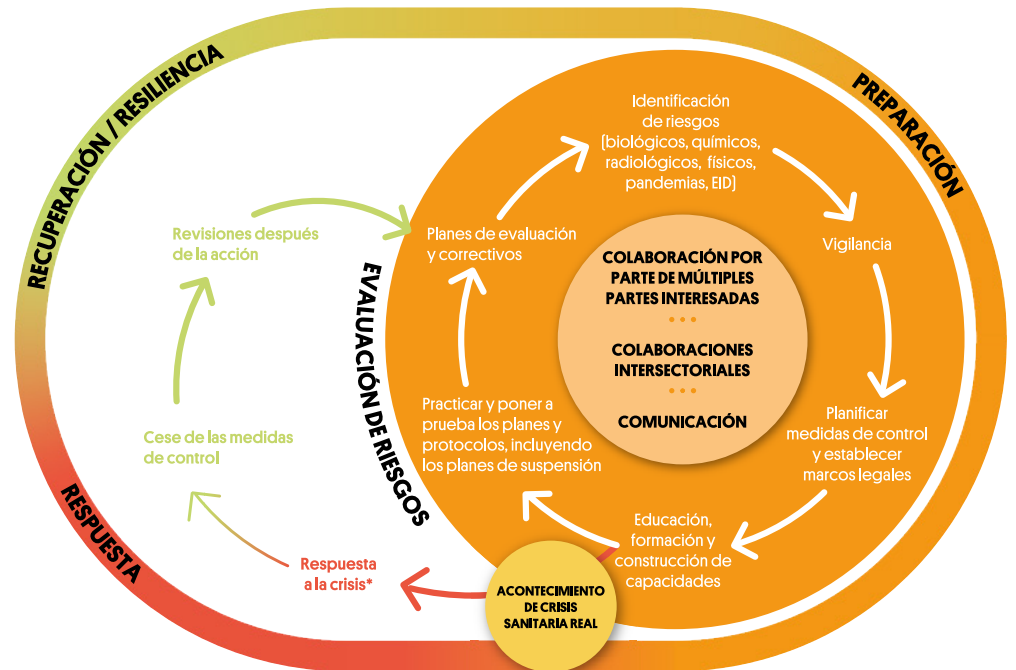 RECUPERACIÓN / RESILIENCIA
PREPARACIÓN
RESPUESTA
EVALUACIÓN DE RIESGOS
Identificación
de riesgos
(biológicos, químicos,
radiológicos, físicos,
pandemias, EID)
Vigilancia
Planificar
medidas de control
y establecer
marcos legales
Educación,
formación y
construcción de
capacidades
Practicar y poner a
prueba los planes y
protocolos, incluyendo
los planes de suspensión
Planes de evaluación
y correctivos
COLABORACIÓN POR
PARTE DE MÚLTIPLES
PARTES INTERESADAS
COLABORACIONES
INTERSECTORIALES
COMUNICACIÓN
ACONTECIMIENTO
DE CRISIS
SANITARIA REAL
Respuesta
a la crisis*
Cese de las medidas
de control
Revisiones después
de la acción